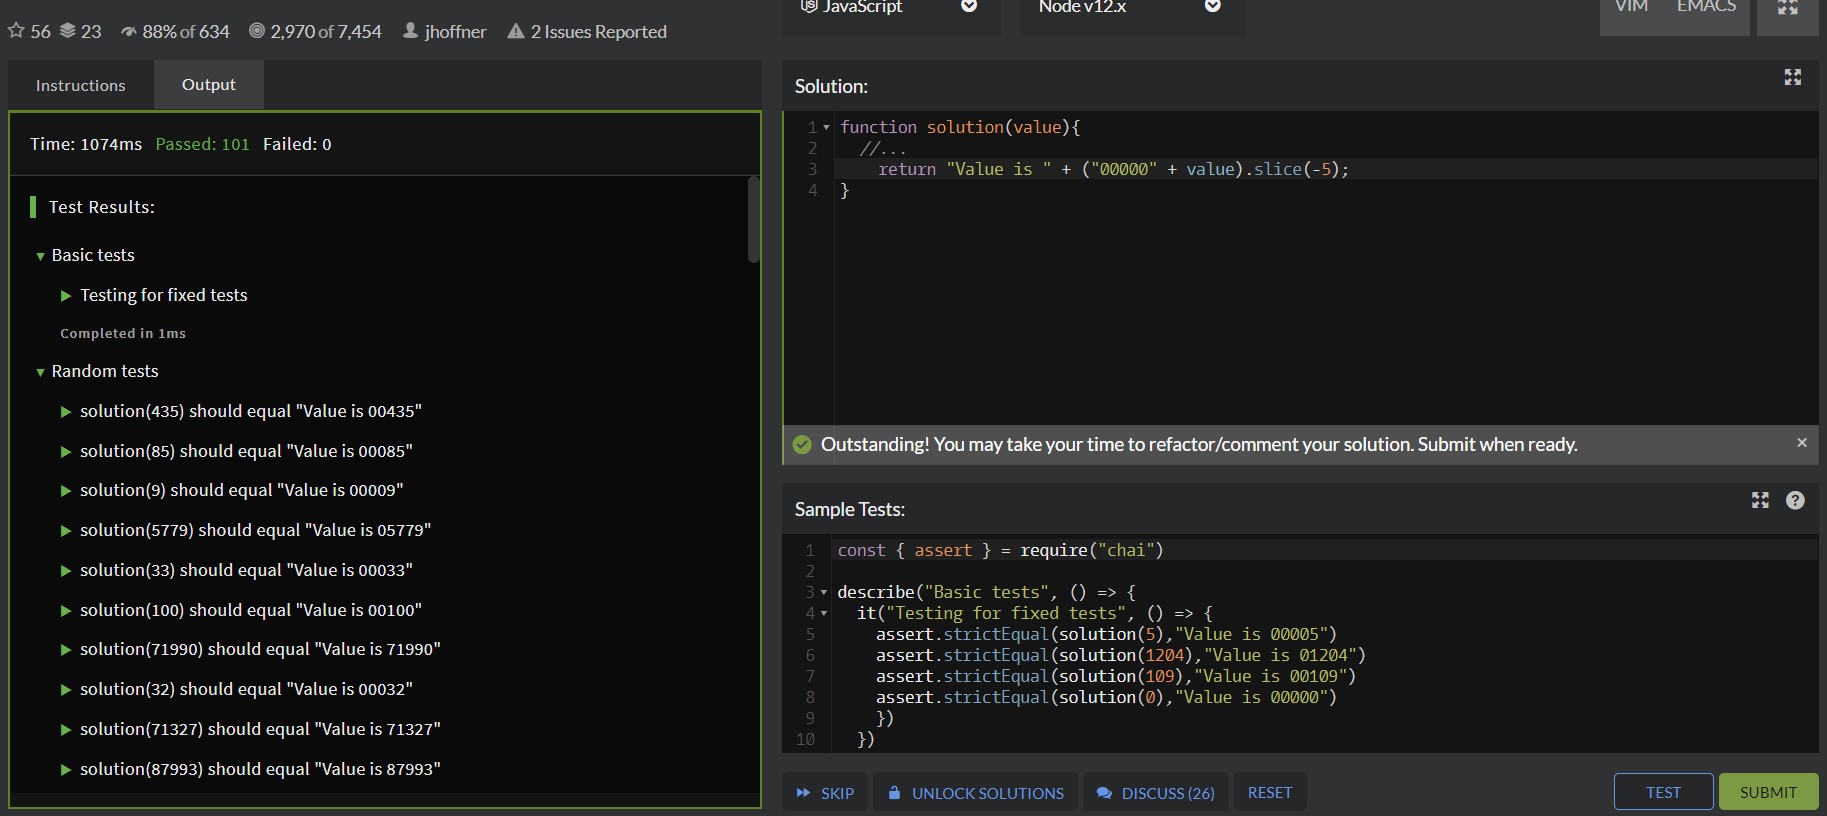 56 23 88% of 634 2,970 of 7,454 jhoffner 2 Issues Reported
JavaScript Node v12.x VIM EMACS
Instructions Output
Time: 1074ms Passed: 101 Failed: 0
Test Results:
Basic tests
Testing for fixed tests
Completed in 1ms
Random tests
solution(435) should equal "Value is 00435"
solution(85) should equal "Value is 00085"
solution(9) should equal "Value is 00009"
solution(5779) should equal "Value is 05779"
solution(33) should equal "Value is 00033"
solution(100) should equal "Value is 00100"
solution(71990) should equal "Value is 71990"
solution(32) should equal "Value is 00032"
solution(71327) should equal "Value is 71327"
solution(87993) should equal "Value is 87993"
Solution:
1 function solution(value){
2 //...
3 return "Value is " + ("00000" + value).slice(-5);
4 }
Outstanding! You may take your time to refactor/comment your solution. Submit when ready. ×
Sample Tests: ?
1 const { assert } = require("chai")
2
3 describe("Basic tests", () => {
4 it("Testing for fixed tests", () => {
5 assert.strictEqual(solution(5),"Value is 00005")
6 assert.strictEqual(solution(1204),"Value is 01204")
7 assert.strictEqual(solution(109),"Value is 00109")
8 assert.strictEqual(solution(0),"Value is 00000")
9 })
10 })
SKIP UNLOCK SOLUTIONS DISCUSS (26) RESET TEST SUBMIT